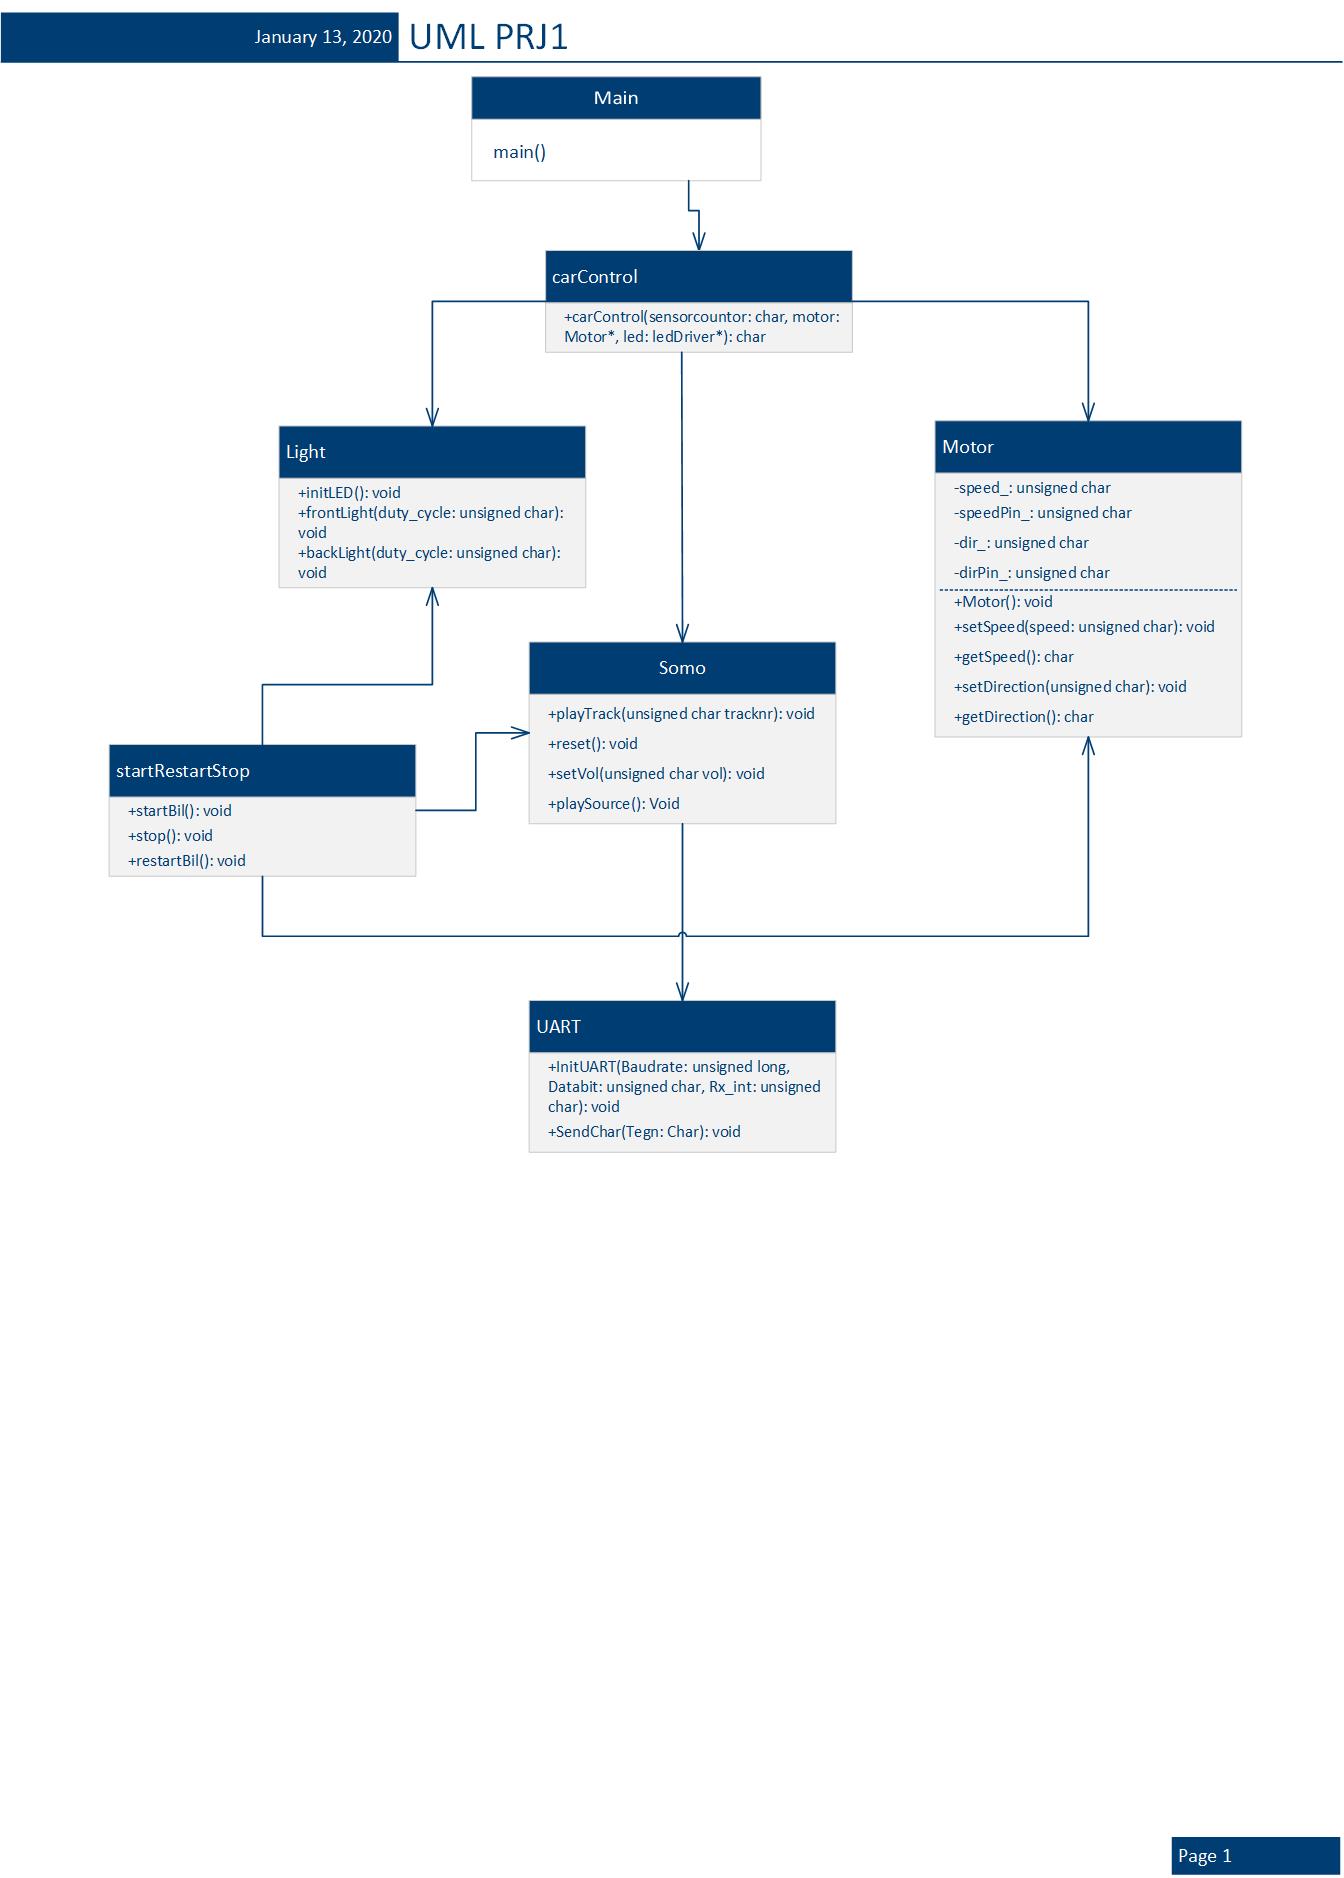 January 13, 2020
UML PRJ1
Main
main()
carControl
+carControl(sensorcountor: char, motor:
Motor*, led: ledDriver*): char
Light
+initLED(): void
+frontLight(duty_cycle: unsigned char):
void
+backLight(duty_cycle: unsigned char):
void
Motor
-speed_: unsigned char
-speedPin_: unsigned char
-dir_: unsigned char
-dirPin_: unsigned char
+Motor(): void
+setSpeed(speed: unsigned char): void
+getSpeed(): char
+setDirection(unsigned char): void
+getDirection(): char
Somo
+playTrack(unsigned char tracknr): void
+reset(): void
+setVol(unsigned char vol): void
+playSource(): Void
startRestartStop
+startBil(): void
+stop(): void
+restartBil(): void
UART
+InitUART(Baudrate: unsigned long,
Databit: unsigned char, Rx_int: unsigned
char): void
+SendChar(Tegn: Char): void
Page 1